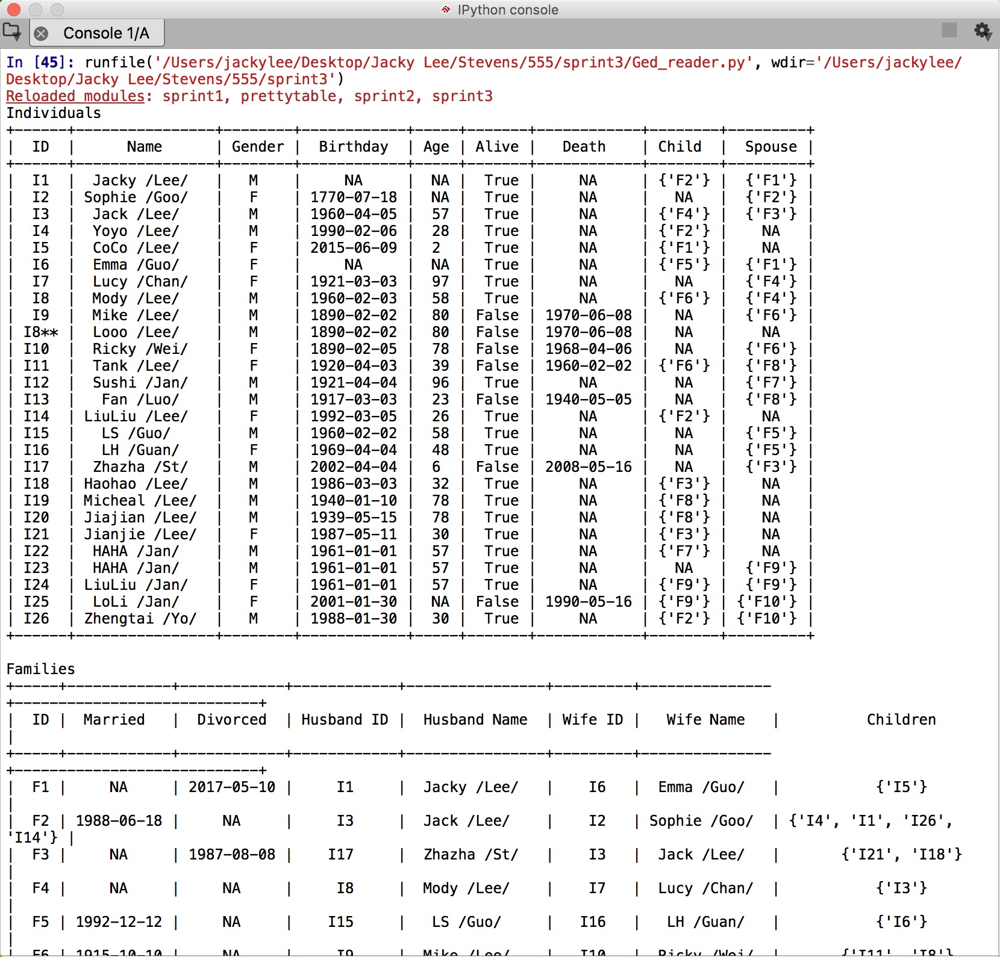 IPython console
Console 1/A
In [45]: runfile('/Users/jackylee/Desktop/Jacky Lee/Stevens/555/sprint3/Ged_reader.py', wdir='/Users/jackylee/
Desktop/Jacky Lee/Stevens/555/sprint3')
Reloaded modules: sprint1, prettytable, sprint2, sprint3
Individuals
+------+----------------+--------+------------+-----+-------+------------+--------+---------+
|  ID  |      Name      | Gender |  Birthday  | Age | Alive |   Death    | Child  |  Spouse |
+------+----------------+--------+------------+-----+-------+------------+--------+---------+
|  I1  |  Jacky /Lee/   |   M    |     NA     |  NA |  True |     NA     | {'F2'} |  {'F1'} |
|  I2  | Sophie /Goo/   |   F    | 1770-07-18 |  NA |  True |     NA     |   NA   |  {'F2'} |
|  I3  |  Jack /Lee/    |   M    | 1960-04-05 |  57 |  True |     NA     | {'F4'} |  {'F3'} |
|  I4  |  Yoyo /Lee/    |   M    | 1990-02-06 |  28 |  True |     NA     | {'F2'} |    NA   |
|  I5  |  CoCo /Lee/    |   F    | 2015-06-09 |  2  |  True |     NA     | {'F1'} |    NA   |
|  I6  |  Emma /Guo/    |   F    |     NA     |  NA |  True |     NA     | {'F5'} |  {'F1'} |
|  I7  |  Lucy /Chan/   |   F    | 1921-03-03 |  97 |  True |     NA     |   NA   |  {'F4'} |
|  I8  |  Mody /Lee/    |   M    | 1960-02-03 |  58 |  True |     NA     | {'F6'} |  {'F4'} |
|  I9  |  Mike /Lee/    |   M    | 1890-02-02 |  80 | False | 1970-06-08 |   NA   |  {'F6'} |
| I8** |  Looo /Lee/    |   M    | 1890-02-02 |  80 | False | 1970-06-08 |   NA   |    NA   |
| I10  |  Ricky /Wei/   |   F    | 1890-02-05 |  78 | False | 1968-04-06 |   NA   |  {'F6'} |
| I11  |  Tank /Lee/    |   F    | 1920-04-03 |  39 | False | 1960-02-02 | {'F6'} |  {'F8'} |
| I12  |  Sushi /Jan/   |   M    | 1921-04-04 |  96 |  True |     NA     |   NA   |  {'F7'} |
| I13  |   Fan /Luo/    |   M    | 1917-03-03 |  23 | False | 1940-05-05 |   NA   |  {'F8'} |
| I14  | LiuLiu /Lee/   |   F    | 1992-03-05 |  26 |  True |     NA     | {'F2'} |    NA   |
| I15  |   LS /Guo/     |   M    | 1960-02-02 |  58 |  True |     NA     |   NA   |  {'F5'} |
| I16  |   LH /Guan/    |   F    | 1969-04-04 |  48 |  True |     NA     |   NA   |  {'F5'} |
| I17  |  Zhazha /St/   |   M    | 2002-04-04 |  6  | False | 2008-05-16 |   NA   |  {'F3'} |
| I18  | Haohao /Lee/   |   M    | 1986-03-03 |  32 |  True |     NA     | {'F3'} |    NA   |
| I19  | Micheal /Lee/  |   M    | 1940-01-10 |  78 |  True |     NA     | {'F8'} |    NA   |
| I20  | Jiajian /Lee/  |   M    | 1939-05-15 |  78 |  True |     NA     | {'F8'} |    NA   |
| I21  | Jianjie /Lee/  |   F    | 1987-05-11 |  30 |  True |     NA     | {'F3'} |    NA   |
| I22  |  HAHA /Jan/    |   M    | 1961-01-01 |  57 |  True |     NA     | {'F7'} |    NA   |
| I23  |  HAHA /Jan/    |   M    | 1961-01-01 |  57 |  True |     NA     |   NA   |  {'F9'} |
| I24  | LiuLiu /Jan/   |   F    | 1961-01-01 |  57 |  True |     NA     | {'F9'} |  {'F9'} |
| I25  |  LoLi /Jan/    |   F    | 2001-01-30 |  NA | False | 1990-05-16 | {'F9'} | {'F10'} |
| I26  | Zhengtai /Yo/  |   M    | 1988-01-30 |  30 |  True |     NA     | {'F2'} | {'F10'} |
+------+----------------+--------+------------+-----+-------+------------+--------+---------+
Families
+-----+------------+------------+------------+----------------+---------+---------------
+----------------------------+
|  ID |  Married   |  Divorced  | Husband ID |  Husband Name  | Wife ID |   Wife Name   |          Children
|
+-----+------------+------------+------------+----------------+---------+---------------
+----------------------------+
|  F1 |     NA     | 2017-05-10 |     I1     |  Jacky /Lee/   |    I6   |  Emma /Guo/   |           {'I5'}
|
|  F2 | 1988-06-18 |     NA     |     I3     |  Jack /Lee/    |    I2   | Sophie /Goo/  | {'I4', 'I1', 'I26',
'I14'} |
|  F3 |     NA     | 1987-08-08 |    I17     |  Zhazha /St/   |    I3   |  Jack /Lee/   |       {'I21', 'I18'}
|
|  F4 |     NA     |     NA     |     I8     |  Mody /Lee/    |    I7   |  Lucy /Chan/  |           {'I3'}
|
|  F5 | 1992-12-12 |     NA     |    I15     |   LS /Guo/     |   I16   |   LH /Guan/   |           {'I6'}
|
|  F6 | 1915-10-10 |     NA     |     I9     |  Mike /Lee/    |   I10   |  Ricky /Wei/  |       {'I11', 'I8'}